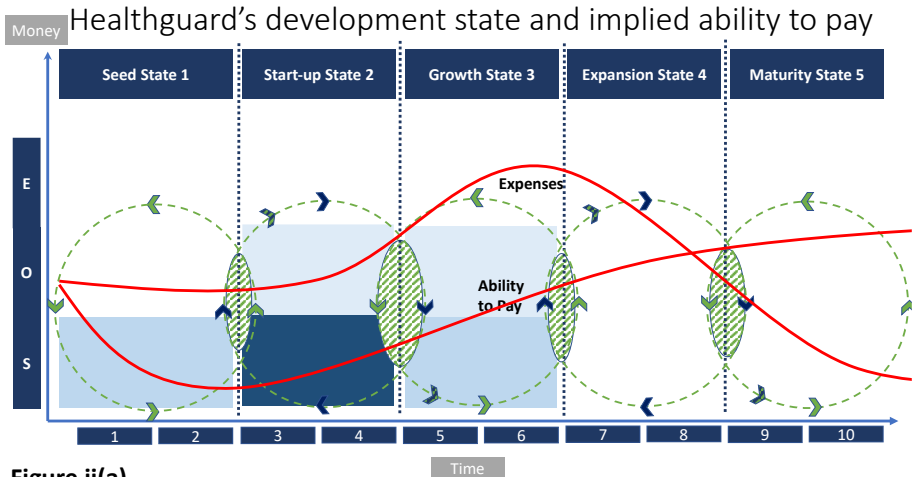 Healthguard’s development state and implied ability to pay
Money
Seed State 1
Start-up State 2
Growth State 3
Expansion State 4
Maturity State 5
E
Expenses
O
Ability
to Pay
S
1
2
3
4
5
6
7
8
9
10
Time
Figure ii(a)